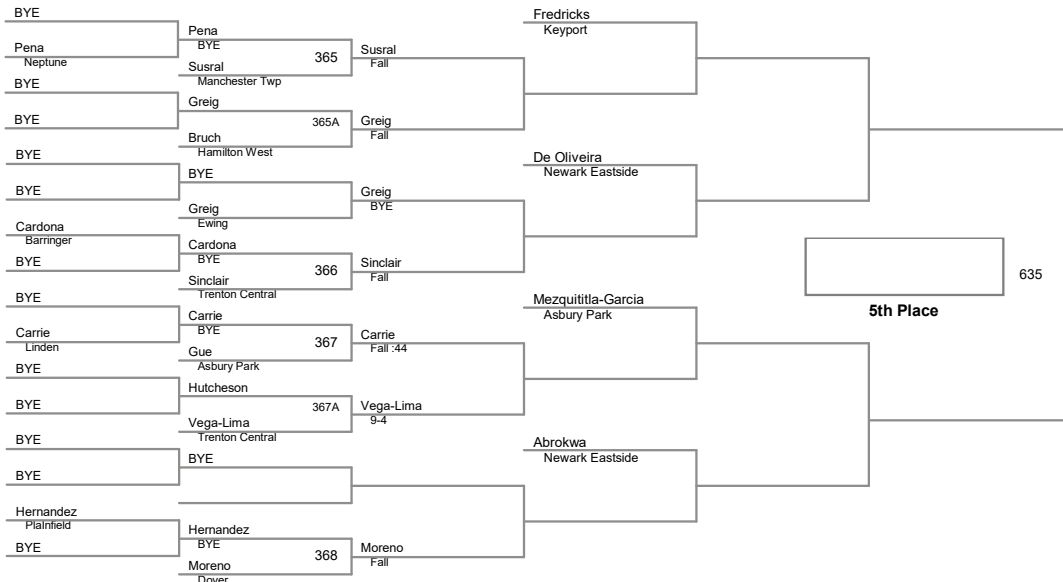 BYE
Pena
Neptune
BYE
BYE
BYE
BYE
Cardona
Barringer
BYE
BYE
Carrie
Linden
BYE
BYE
BYE
BYE
Hernandez
Plalnfield
BYE
Pena
BYE
365
Susral
Manchester Twp
Greig
365A
Bruch
Hamilton West
BYE
Greig
Ewing
Cardona
BYE
366
Sinclair
Trenton Central
Carrie
BYE
367
Gue
Asbury Park
Hutcheson
367A
Vega-Lima
Trenton Central
BYE
Hernandez
BYE
368
Moreno
Dover
Susral
Fall
Greig
Fall
Greig
BYE
Sinclair
Fall
Carrie
Fall :44
Vega-Lima
9-4
Moreno
Fall
Fredricks
Keyport
De Oliveira
Newark Eastside
Mezquititla-Garcia
Asbury Park
Abrokwa
Newark Eastside
635
5th Place